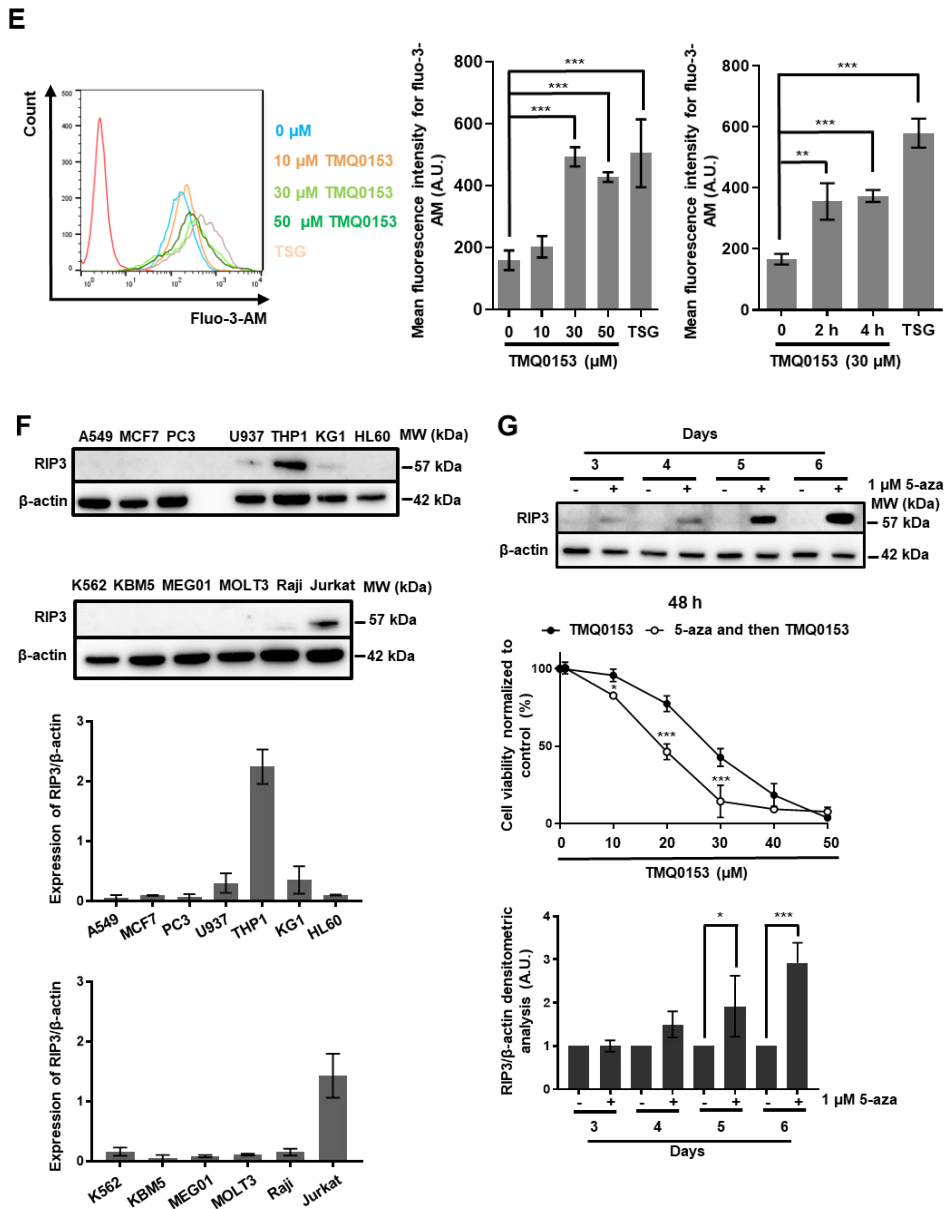 E
Count
500
400
300
200
100
0
10⁰ 10¹ 10² 10³ 10⁴
Fluo-3-AM
0 μM
10 μM TMQ0153
30 μM TMQ0153
50 μM TMQ0153
TSG
Mean fluorescence intensity for fluo-3-
AM (A.U.)
800
600
400
200
0
***
***
***
0 10 30 50 TSG
TMQ0153 (μM)
Mean fluorescence intensity for fluo-3-
AM (A.U.)
800
600
400
200
0
***
***
**
0 2 h 4 h TSG
TMQ0153 (30 μM)
F
A549 MCF7 PC3 U937 THP1 KG1 HL60 MW (kDa)
RIP3 57 kDa
β-actin 42 kDa
K562 KBM5 MEG01 MOLT3 Raji Jurkat MW (kDa)
RIP3 57 kDa
β-actin 42 kDa
Expression of RIP3/β-actin
3
2
1
0
A549 MCF7 PC3 U937 THP1 KG1 HL60
Expression of RIP3/β-actin
3
2
1
0
K562 KBM5 MEG01 MOLT3 Raji Jurkat
G
Days
3 4 5 6
- + - + - + - + 1 μM 5-aza
MW (kDa)
RIP3 57 kDa
β-actin 42 kDa
48 h
TMQ0153 5-aza and then TMQ0153
Cell viability normalized to
control (%)
100
50
0
*
***
***
0 10 20 30 40 50
TMQ0153 (μM)
RIP3/β-actin densitometric
analysis (A.U.)
4
3
2
1
0
* ***
- + - + - + - + 1 μM 5-aza
3 4 5 6
Days